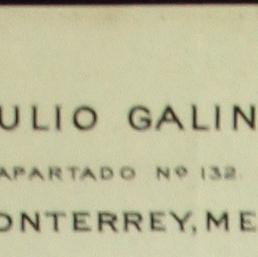 ULIO GALIN
APARTADO Nº 132.
ONTERREY, ME